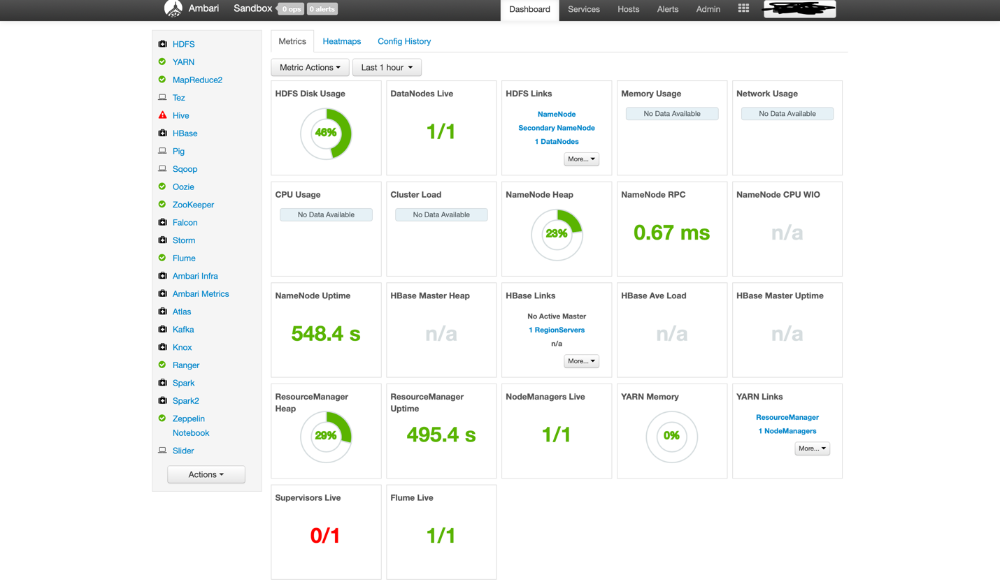 Ambari Sandbox 0 ops 0 alerts Dashboard Services Hosts Alerts Admin
HDFS
YARN
MapReduce2
Tez
Hive
HBase
Pig
Sqoop
Oozie
ZooKeeper
Falcon
Storm
Flume
Ambari Infra
Ambari Metrics
Atlas
Kafka
Knox
Ranger
Spark
Spark2
Zeppelin
Notebook
Slider
Actions
Metrics Heatmaps Config History
Metric Actions Last 1 hour
HDFS Disk Usage
46%
DataNodes Live
1/1
HDFS Links
NameNode
Secondary NameNode
1 DataNodes
More...
Memory Usage
No Data Available
Network Usage
No Data Available
CPU Usage
No Data Available
Cluster Load
No Data Available
NameNode Heap
23%
NameNode RPC
0.67 ms
NameNode CPU WIO
n/a
NameNode Uptime
548.4 s
HBase Master Heap
n/a
HBase Links
No Active Master
1 RegionServers
n/a
More...
HBase Ave Load
n/a
HBase Master Uptime
n/a
ResourceManager
Heap
29%
ResourceManager
Uptime
495.4 s
NodeManagers Live
1/1
YARN Memory
0%
YARN Links
ResourceManager
1 NodeManagers
More...
Supervisors Live
0/1
Flume Live
1/1